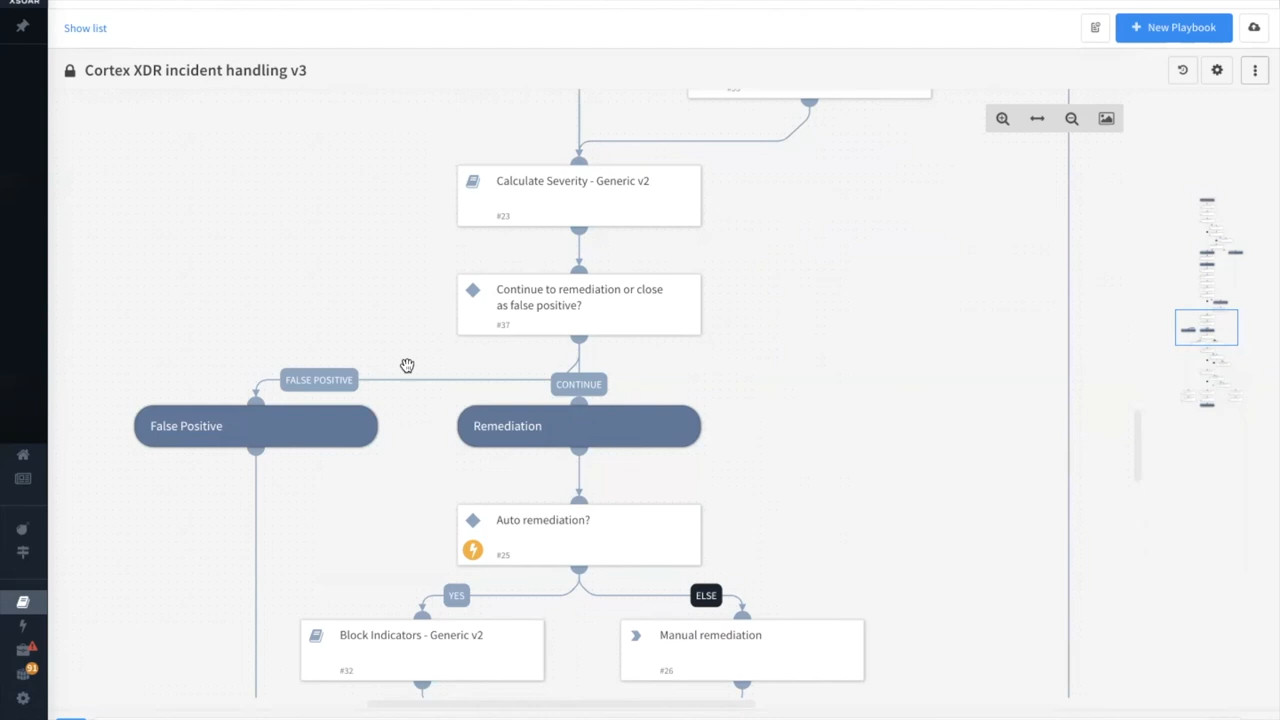 XSOAR
Show list
+ New Playbook
Cortex XDR incident handling v3
Calculate Severity - Generic v2
#23
Continue to remediation or close
as false positive?
#37
FALSE POSITIVE
CONTINUE
False Positive
Remediation
Auto remediation?
#25
YES
ELSE
Block Indicators - Generic v2
#32
Manual remediation
#26
91